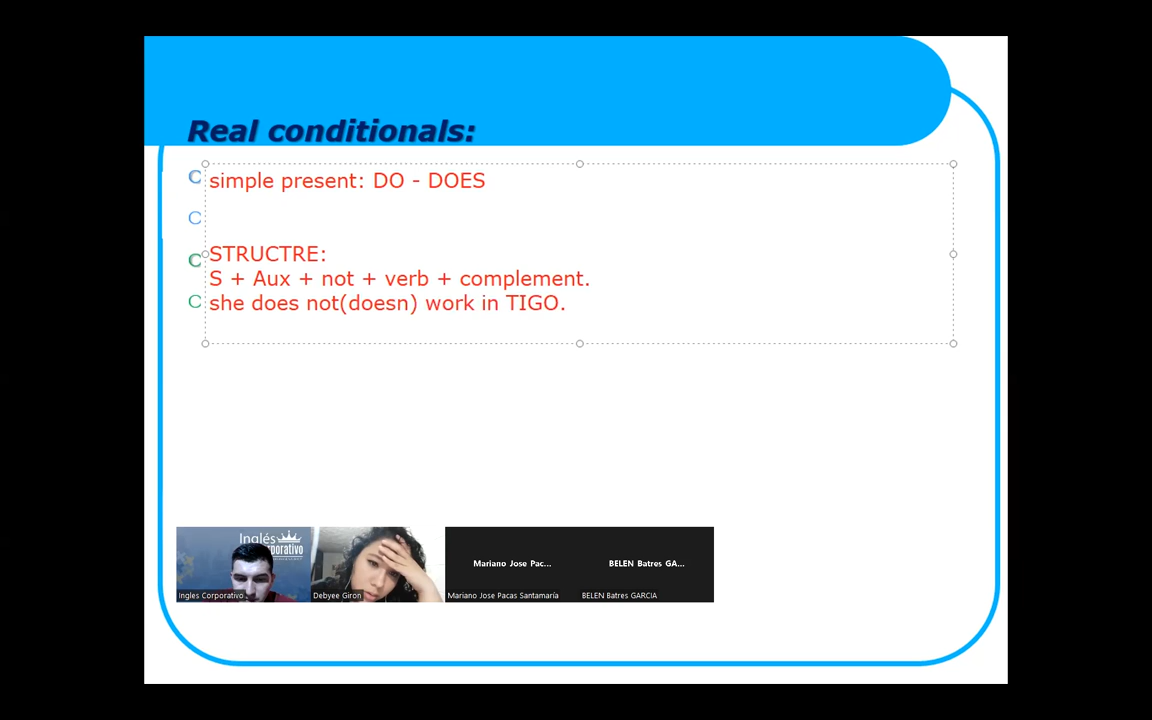 Real conditionals:
simple present: DO - DOES
STRUCTRE:
S + Aux + not + verb + complement.
she does not(doesn) work in TIGO.
Inglés
orporativo
Ingles Corporativo
Debyee Giron
Mariano Jose Pac...
Mariano Jose Pacas Santamaría
BELEN Batres GA...
BELEN Batres GARCIA